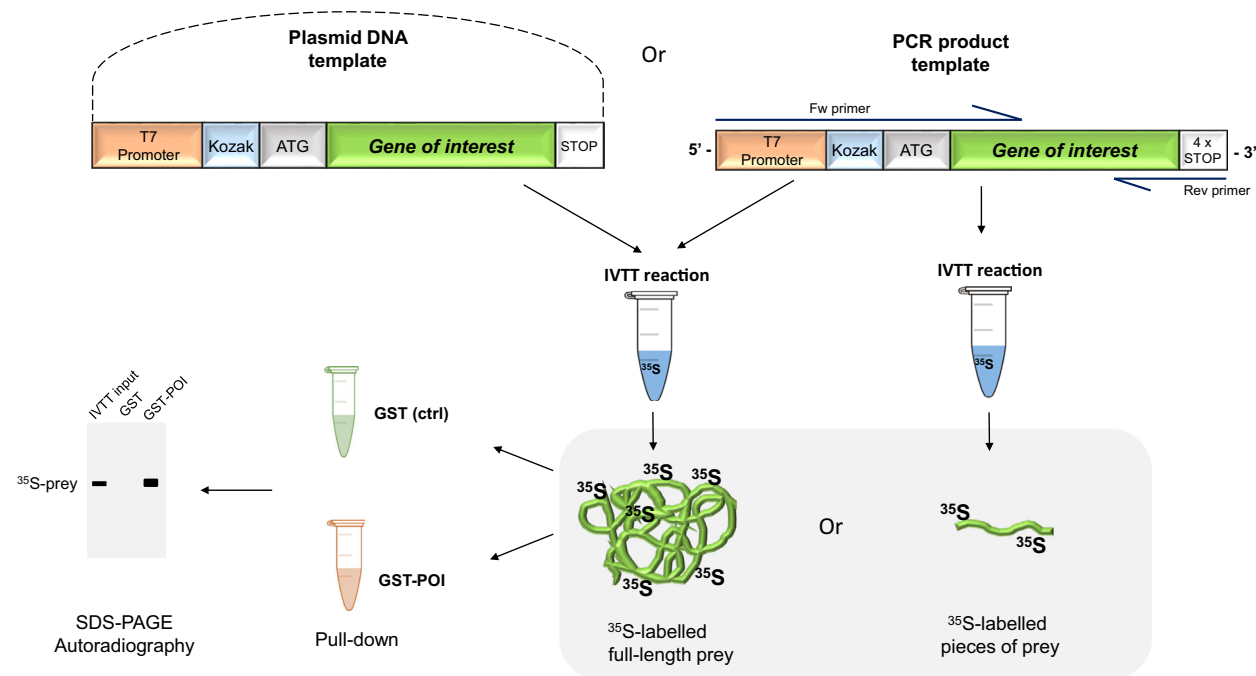 Plasmid DNA
template
Or
PCR product
template
Fw primer
T7
Promoter
Kozak
ATG
Gene of interest
STOP
5’ -
T7
Promoter
Kozak
ATG
Gene of interest
4 x
STOP
- 3’
Rev primer
IVTT reaction
IVTT reaction
³⁵S
³⁵S
IVTT input
GST
GST-POI
³⁵S-prey
GST (ctrl)
GST-POI
SDS-PAGE
Autoradiography
Pull-down
³⁵S
³⁵S
³⁵S
³⁵S
³⁵S
³⁵S
Or
³⁵S
³⁵S
³⁵S-labelled
full-length prey
³⁵S-labelled
pieces of prey